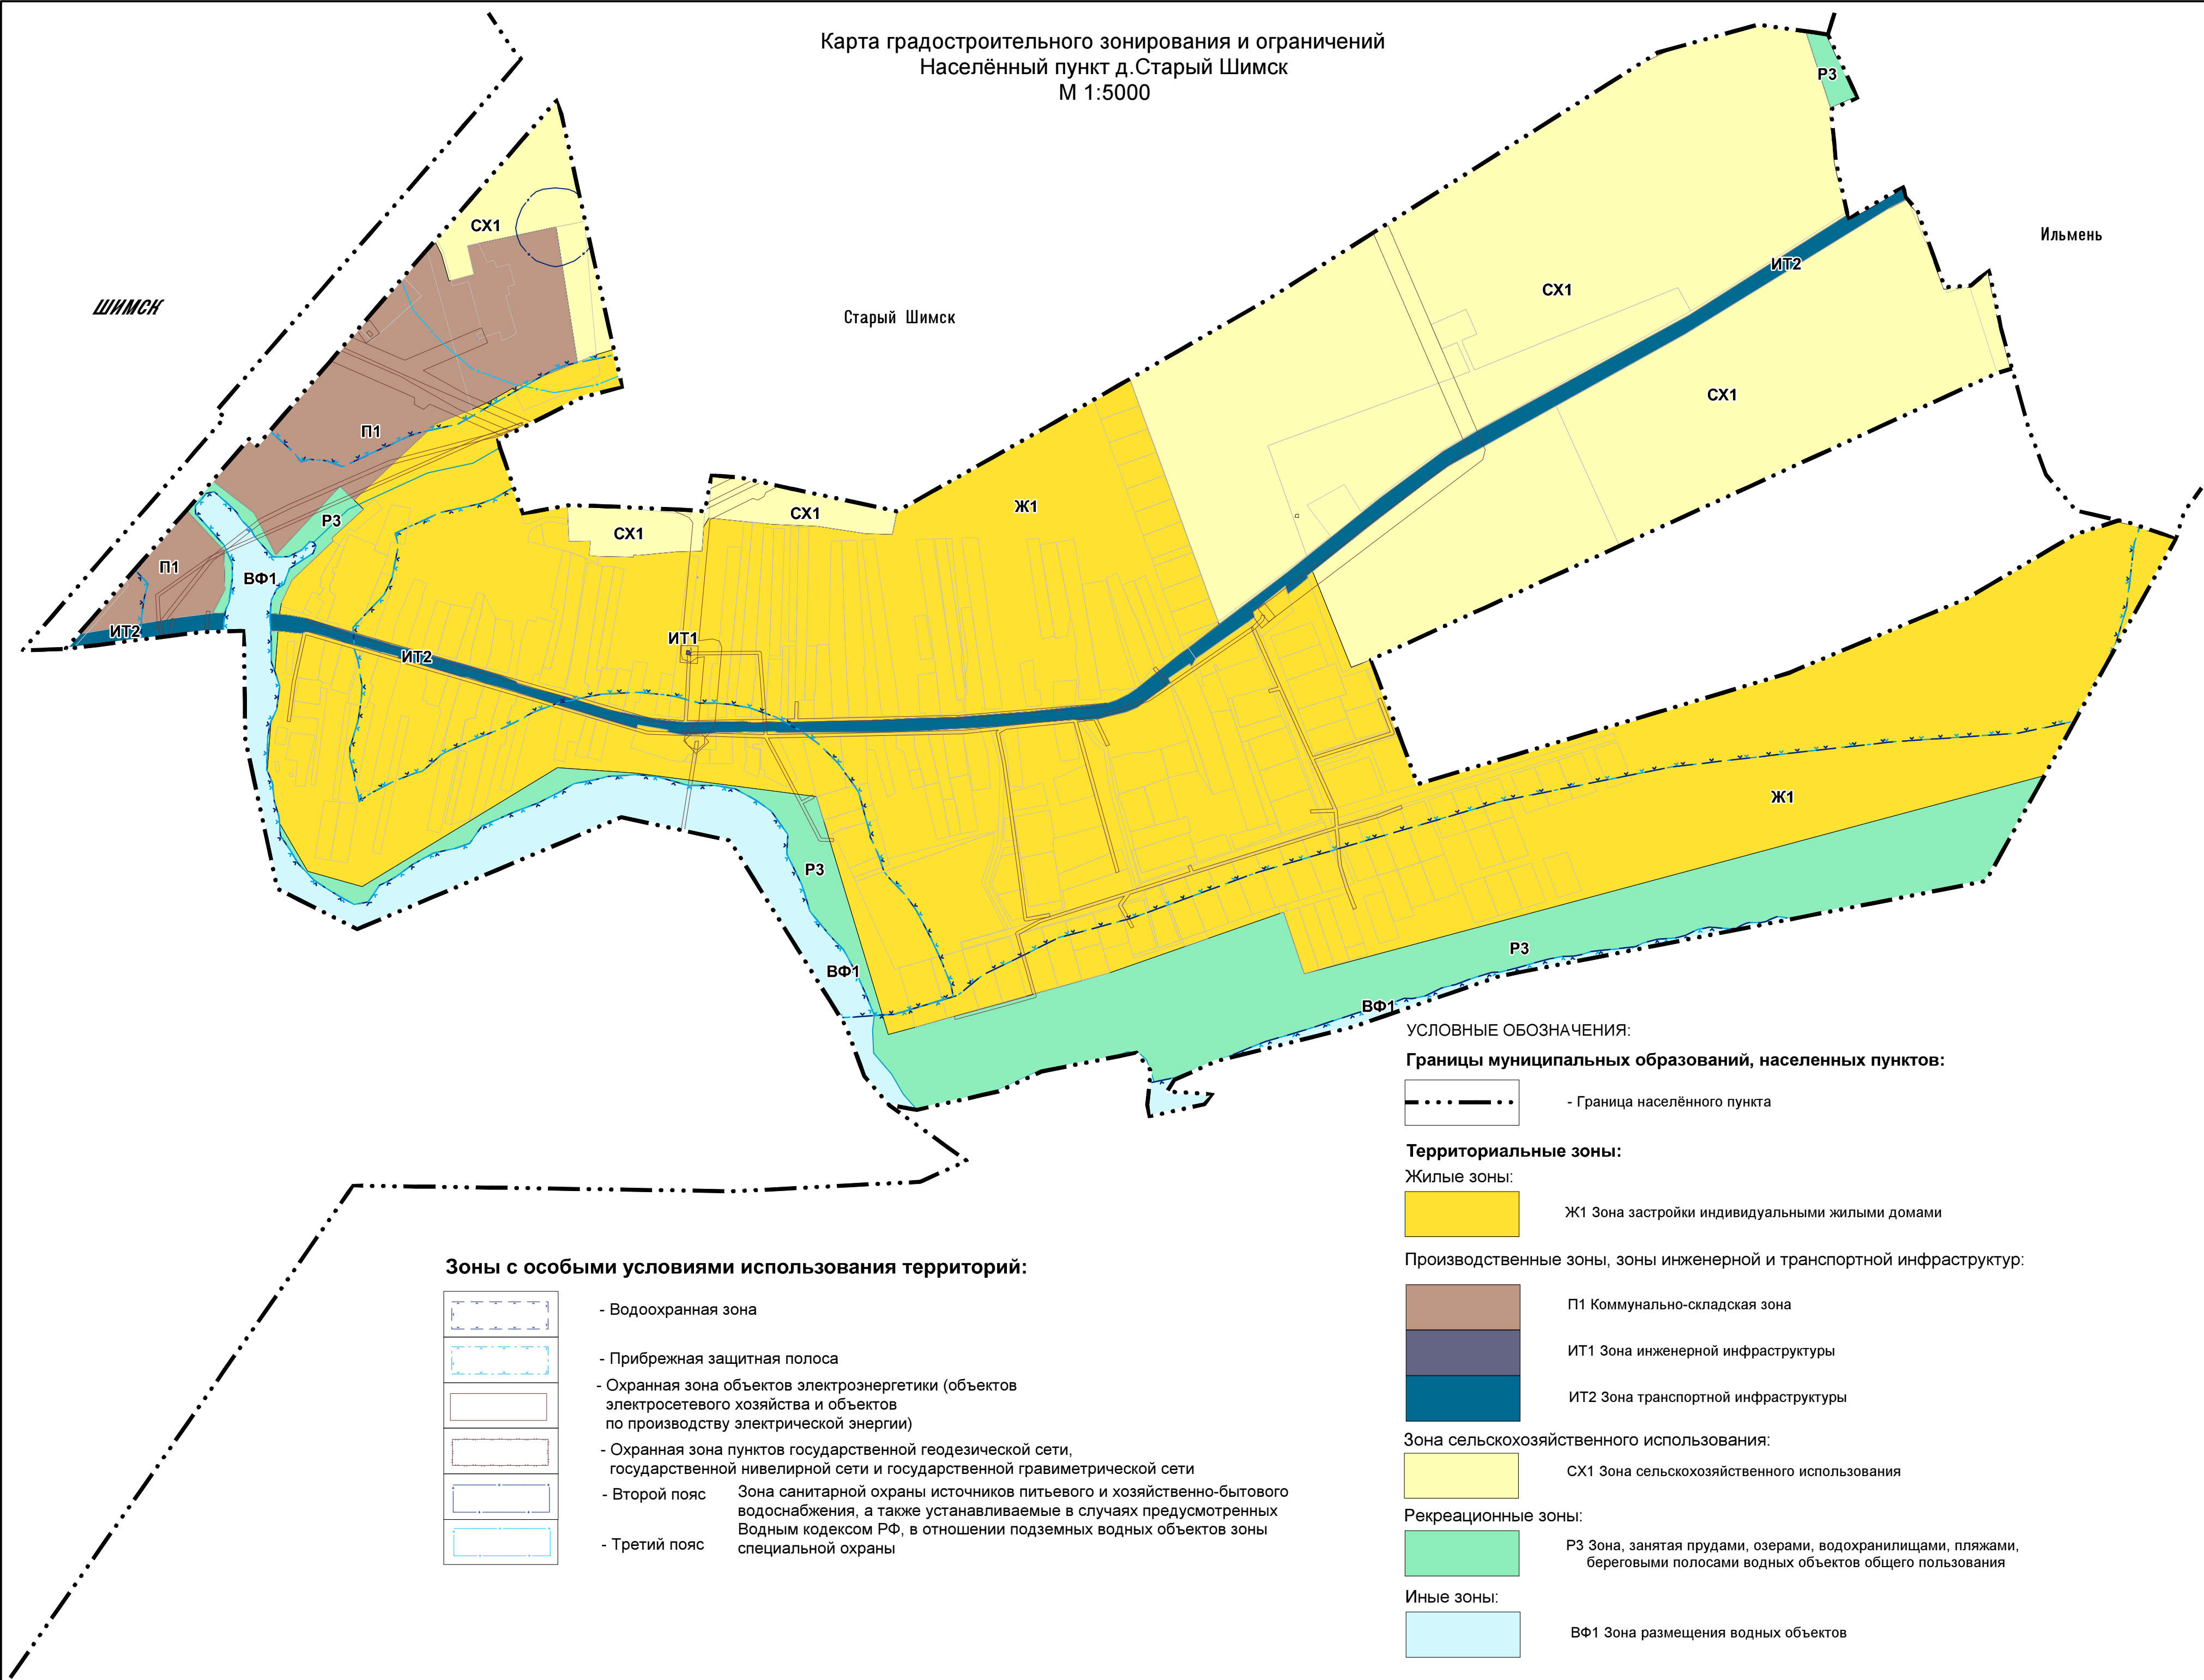 Карта градостроительного зонирования и ограничений
Населённый пункт д.Старый Шимск
М 1:5000
Р3
СХ1
Ильмень
ИТ2
СХ1
ШИМСК
Старый Шимск
СХ1
П1
Ж1
СХ1
Р3
СХ1
П1
ВФ1
ИТ2
ИТ1
ИТ2
Ж1
Р3
Р3
ВФ1
ВФ1
УСЛОВНЫЕ ОБОЗНАЧЕНИЯ:
Границы муниципальных образований, населенных пунктов:
- Граница населённого пункта
Территориальные зоны:
Жилые зоны:
Ж1 Зона застройки индивидуальными жилыми домами
Производственные зоны, зоны инженерной и транспортной инфраструктур:
П1 Коммунально-складская зона
ИТ1 Зона инженерной инфраструктуры
ИТ2 Зона транспортной инфраструктуры
Зона сельскохозяйственного использования:
СХ1 Зона сельскохозяйственного использования
Рекреационные зоны:
Р3 Зона, занятая прудами, озерами, водохранилищами, пляжами,
береговыми полосами водных объектов общего пользования
Иные зоны:
ВФ1 Зона размещения водных объектов
Зоны с особыми условиями использования территорий:
- Водоохранная зона
- Прибрежная защитная полоса
- Охранная зона объектов электроэнергетики (объектов
электросетевого хозяйства и объектов
по производству электрической энергии)
- Охранная зона пунктов государственной геодезической сети,
государственной нивелирной сети и государственной гравиметрической сети
- Второй пояс
- Третий пояс
Зона санитарной охраны источников питьевого и хозяйственно-бытового
водоснабжения, а также устанавливаемые в случаях предусмотренных
Водным кодексом РФ, в отношении подземных водных объектов зоны
специальной охраны